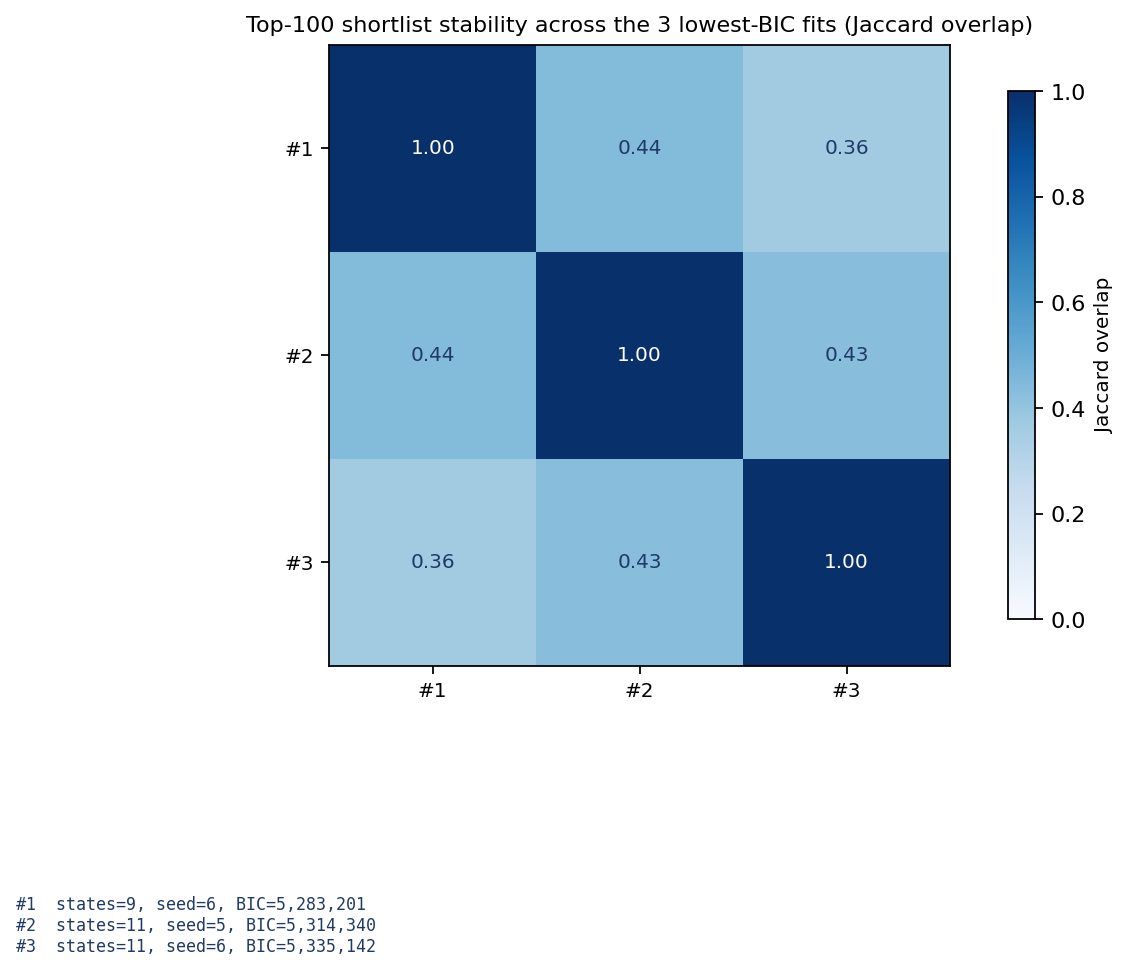 Top-100 shortlist stability across the 3 lowest-BIC fits (Jaccard overlap)
1.0
#1 1.00 0.44 0.36
0.8
0.6
#2 0.44 1.00 0.43
Jaccard overlap
0.4
0.2
#3 0.36 0.43 1.00
0.0
#1 #2 #3
#1 states=9, seed=6, BIC=5,283,201
#2 states=11, seed=5, BIC=5,314,340
#3 states=11, seed=6, BIC=5,335,142